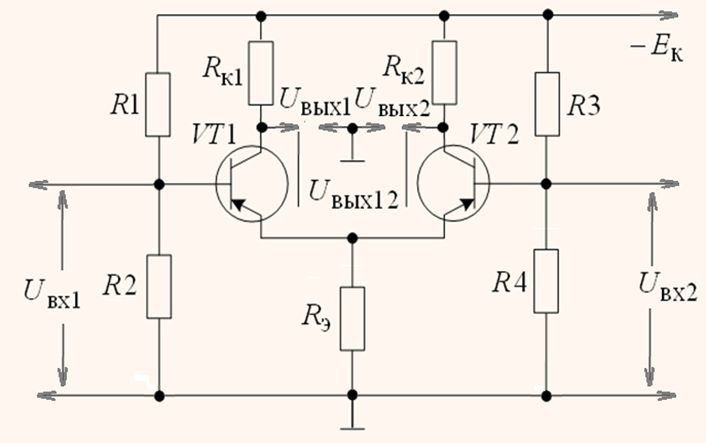 – Eк
Rк1
Rк2
R1
Uвых1
Uвых2
R3
VT1
VT2
Uвых12
Uвх1
R2
Rэ
R4
Uвх2